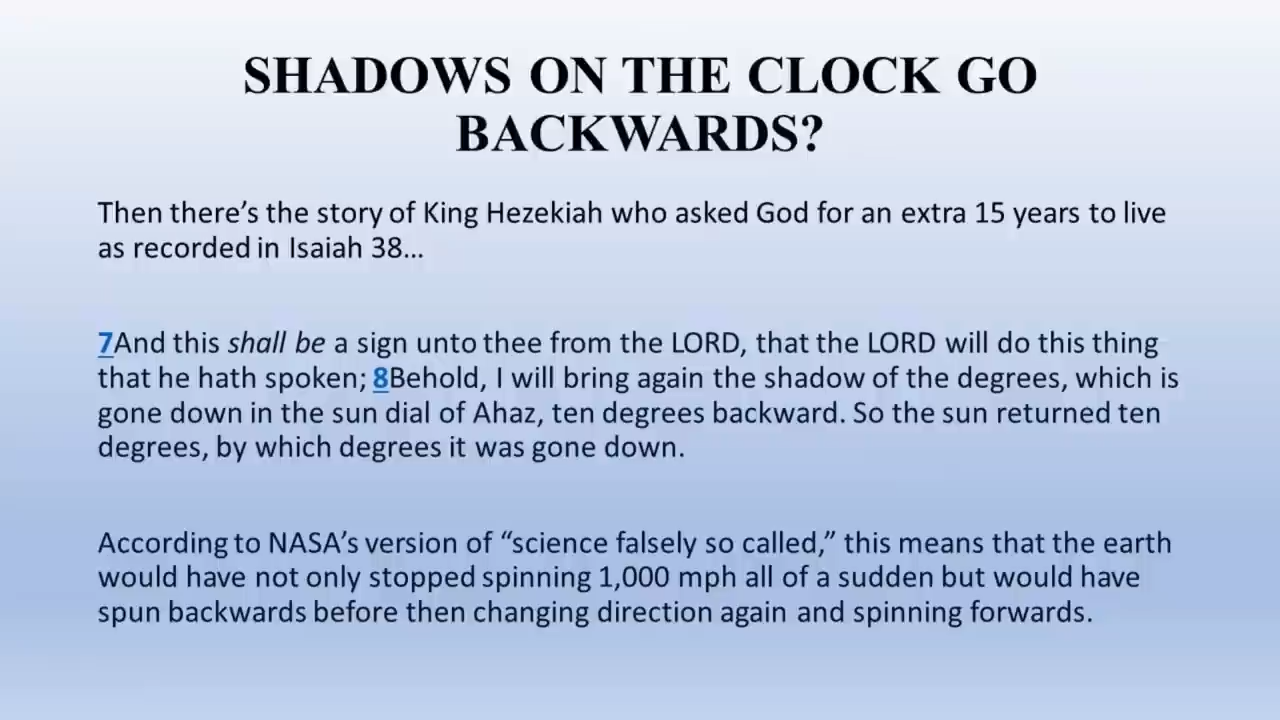 SHADOWS ON THE CLOCK GO
BACKWARDS?
Then there’s the story of King Hezekiah who asked God for an extra 15 years to live
as recorded in Isaiah 38…
7And this shall be a sign unto thee from the LORD, that the LORD will do this thing
that he hath spoken; 8Behold, I will bring again the shadow of the degrees, which is
gone down in the sun dial of Ahaz, ten degrees backward. So the sun returned ten
degrees, by which degrees it was gone down.
According to NASA’s version of “science falsely so called,” this means that the earth
would have not only stopped spinning 1,000 mph all of a sudden but would have
spun backwards before then changing direction again and spinning forwards.